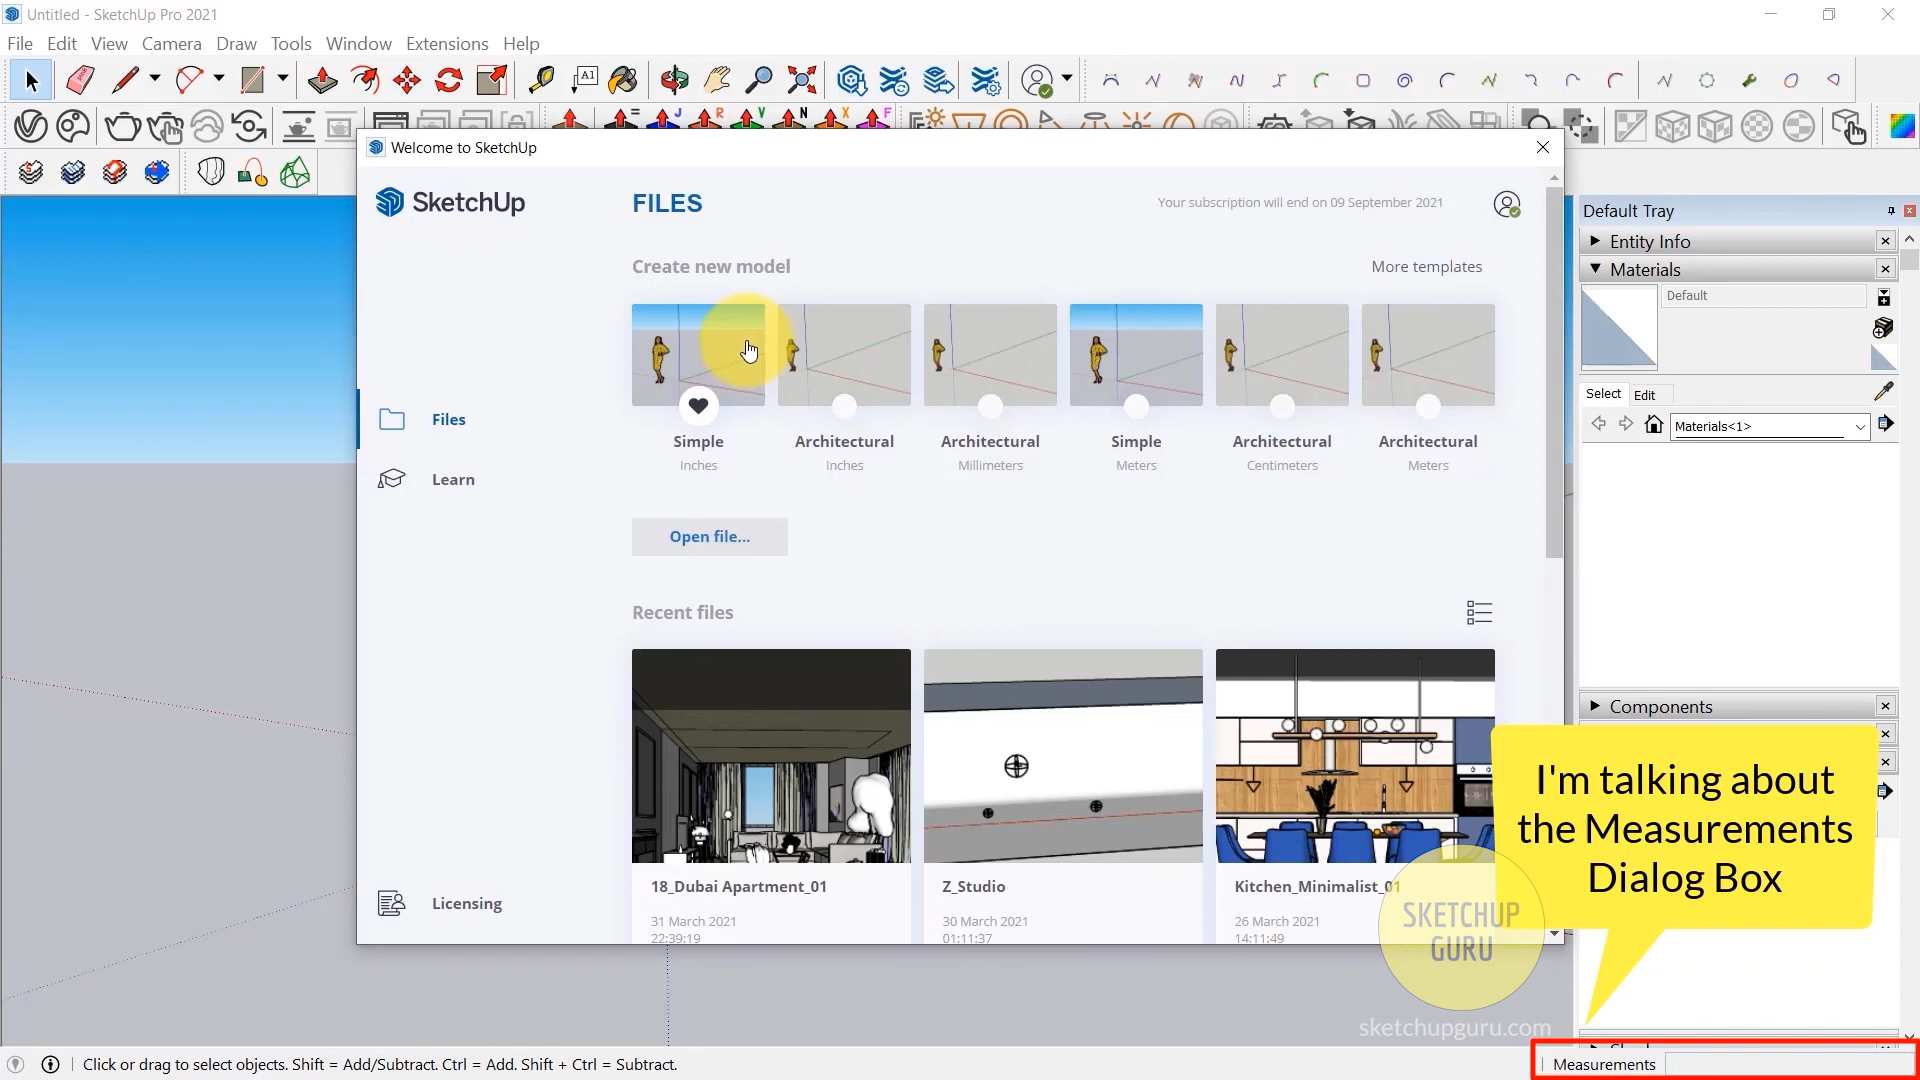 Untitled - SketchUp Pro 2021
File Edit View Camera Draw Tools Window Extensions Help
A1
= J R V N X F
Welcome to SketchUp
SketchUp
Files
Learn
Licensing
FILES
Your subscription will end on 09 September 2021
Create new model
More templates
Simple
Inches
Architectural
Inches
Architectural
Millimeters
Simple
Meters
Architectural
Centimeters
Architectural
Meters
Open file...
Recent files
18_Dubai Apartment_01
31 March 2021
22:39:19
Z_Studio
30 March 2021
01:11:37
Kitchen_Minimalist_01
26 March 2021
14:11:49
Default Tray
Entity Info
Materials
Default
Select Edit
Materials<1>
Components
I'm talking about
the Measurements
Dialog Box
SKETCHUP
GURU
sketchupguru.com
Click or drag to select objects. Shift = Add/Subtract. Ctrl = Add. Shift + Ctrl = Subtract.
Measurements